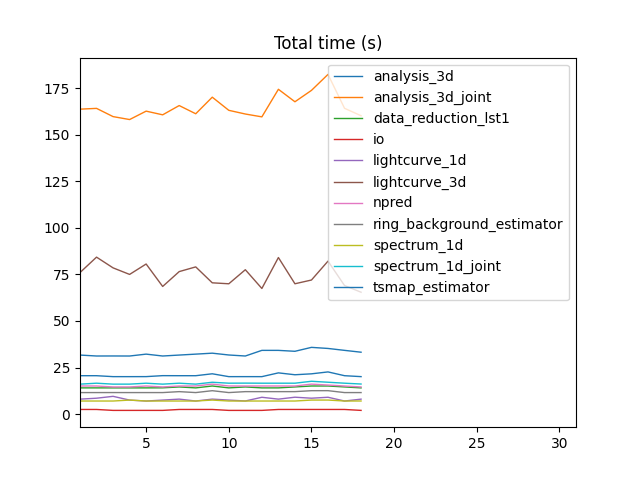 Total time (s)
175
150
125
100
75
50
25
0
analysis_3d
analysis_3d_joint
data_reduction_lst1
io
lightcurve_1d
lightcurve_3d
npred
ring_background_estimator
spectrum_1d
spectrum_1d_joint
tsmap_estimator
5 10 15 20 25 30